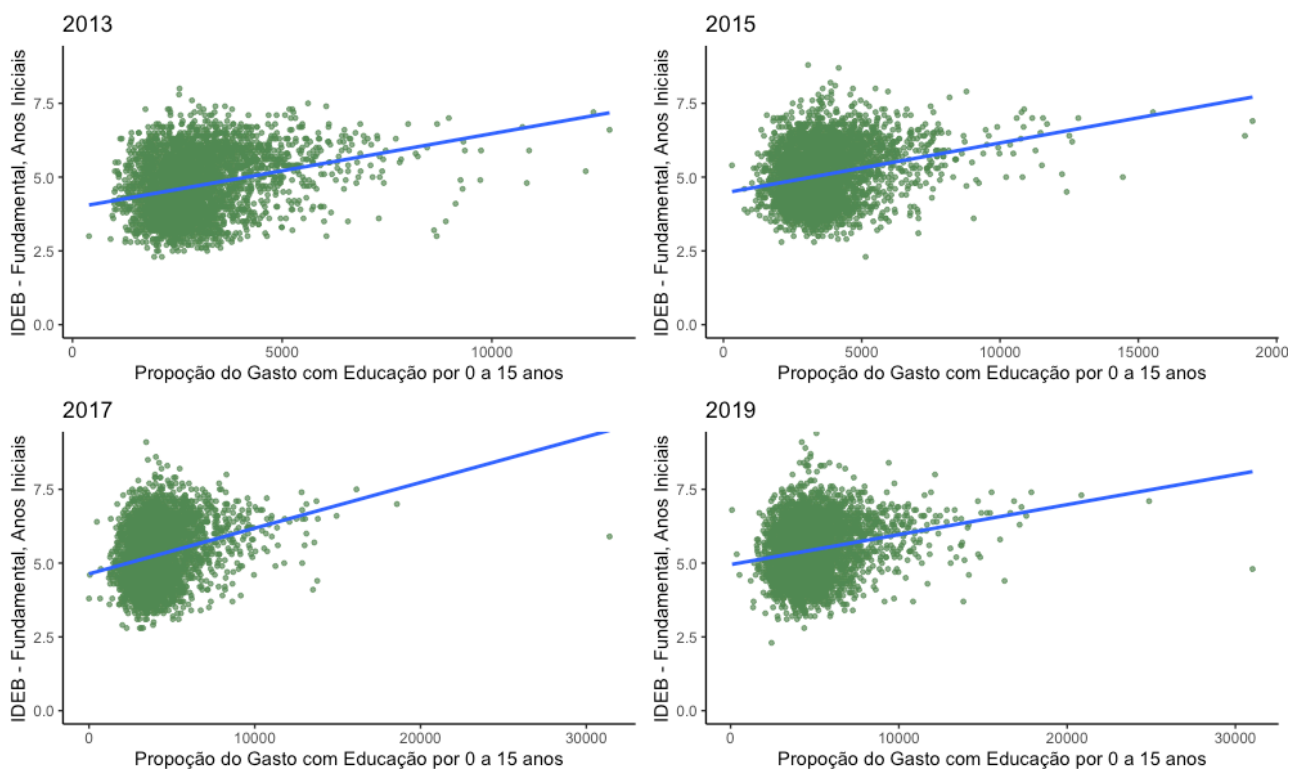 2013
IDEB - Fundamental, Anos Iniciais
7.5
5.0
2.5
0.0
0 5000 10000
Propoção do Gasto com Educação por 0 a 15 anos
2015
IDEB - Fundamental, Anos Iniciais
7.5
5.0
2.5
0.0
0 5000 10000 15000 2000
Propoção do Gasto com Educação por 0 a 15 anos
2017
IDEB - Fundamental, Anos Iniciais
7.5
5.0
2.5
0.0
0 10000 20000 30000
Propoção do Gasto com Educação por 0 a 15 anos
2019
IDEB - Fundamental, Anos Iniciais
7.5
5.0
2.5
0.0
0 10000 20000 30000
Propoção do Gasto com Educação por 0 a 15 anos